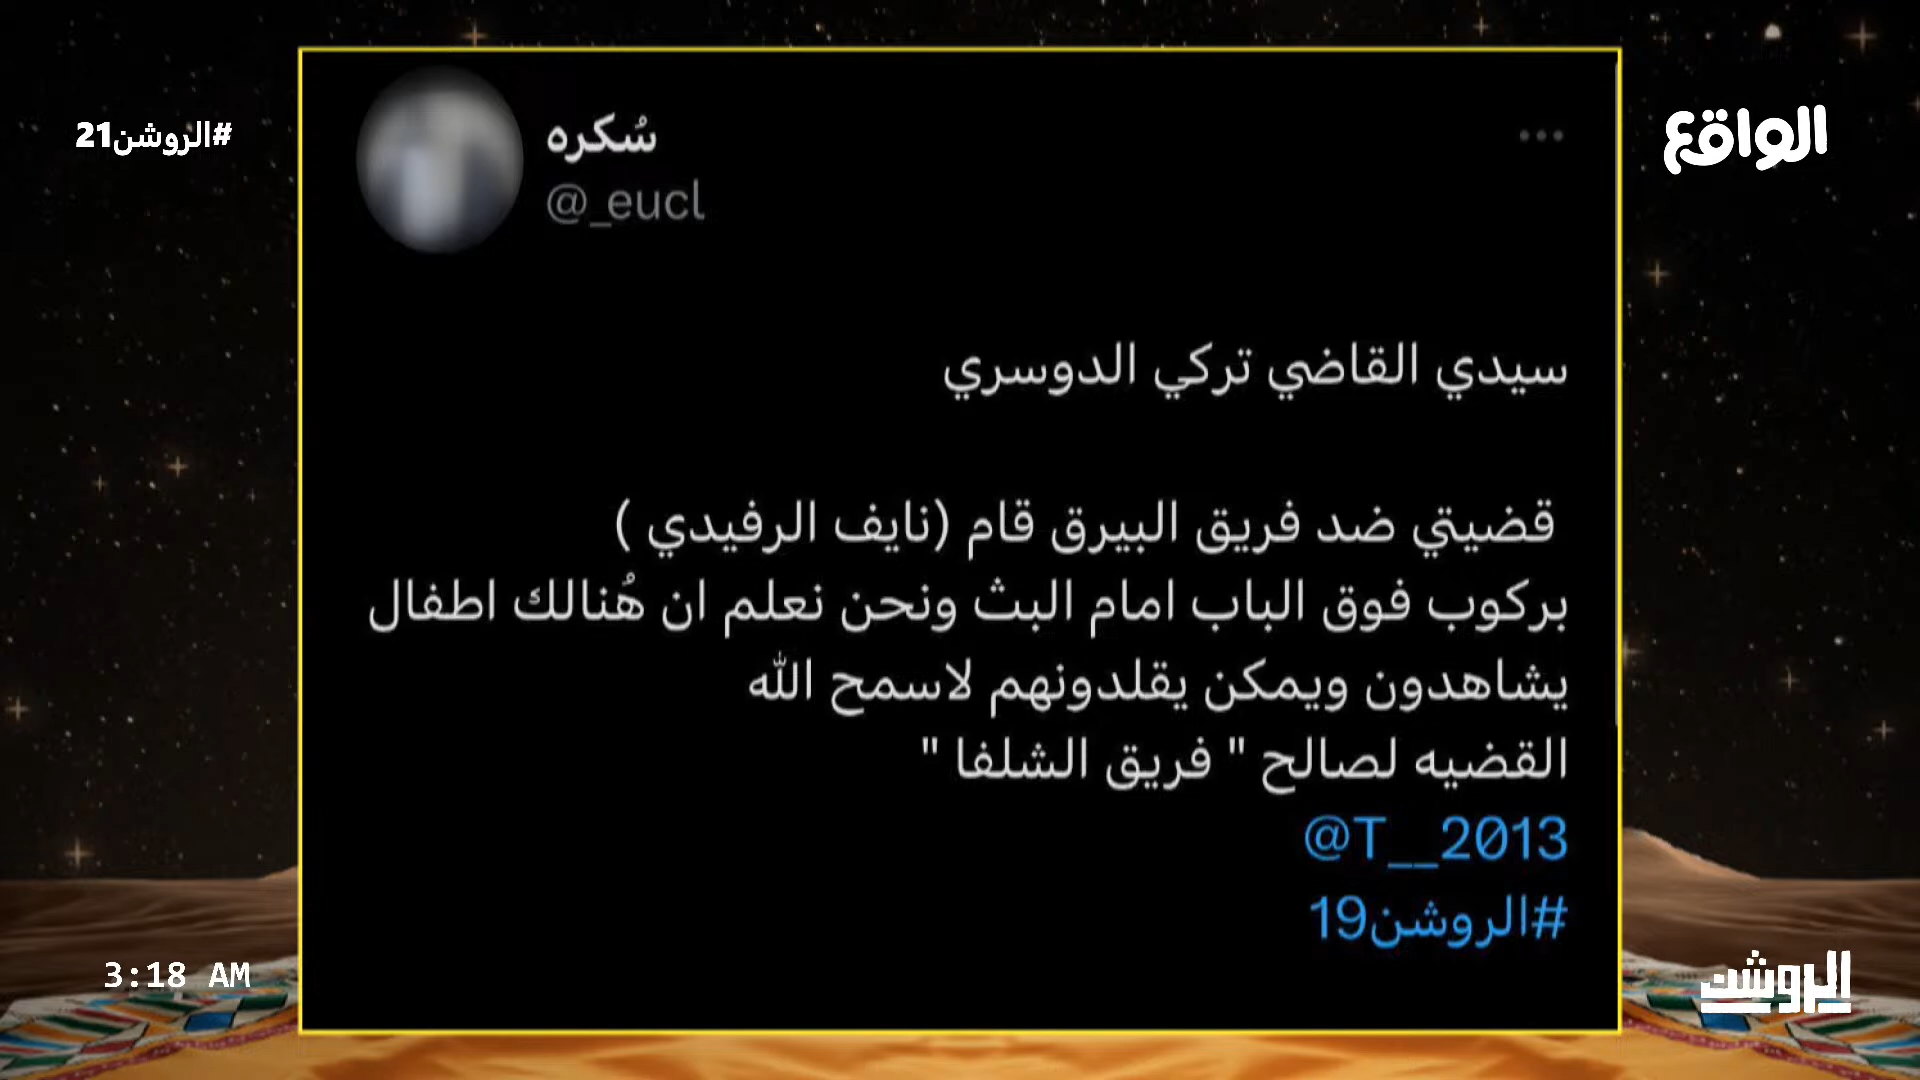 #الروشن21
الواقع
سُكره
@_eucl
سيدي القاضي تركي الدوسري
قضيتي ضد فريق البيرق قام (نايف الرفيدي )
بركوب فوق الباب امام البث ونحن نعلم ان هُنالك اطفال
يشاهدون ويمكن يقلدونهم لاسمح الله
القضيه لصالح " فريق الشلفا "
@T__2013
#الروشن19
3:18 AM
الروشن